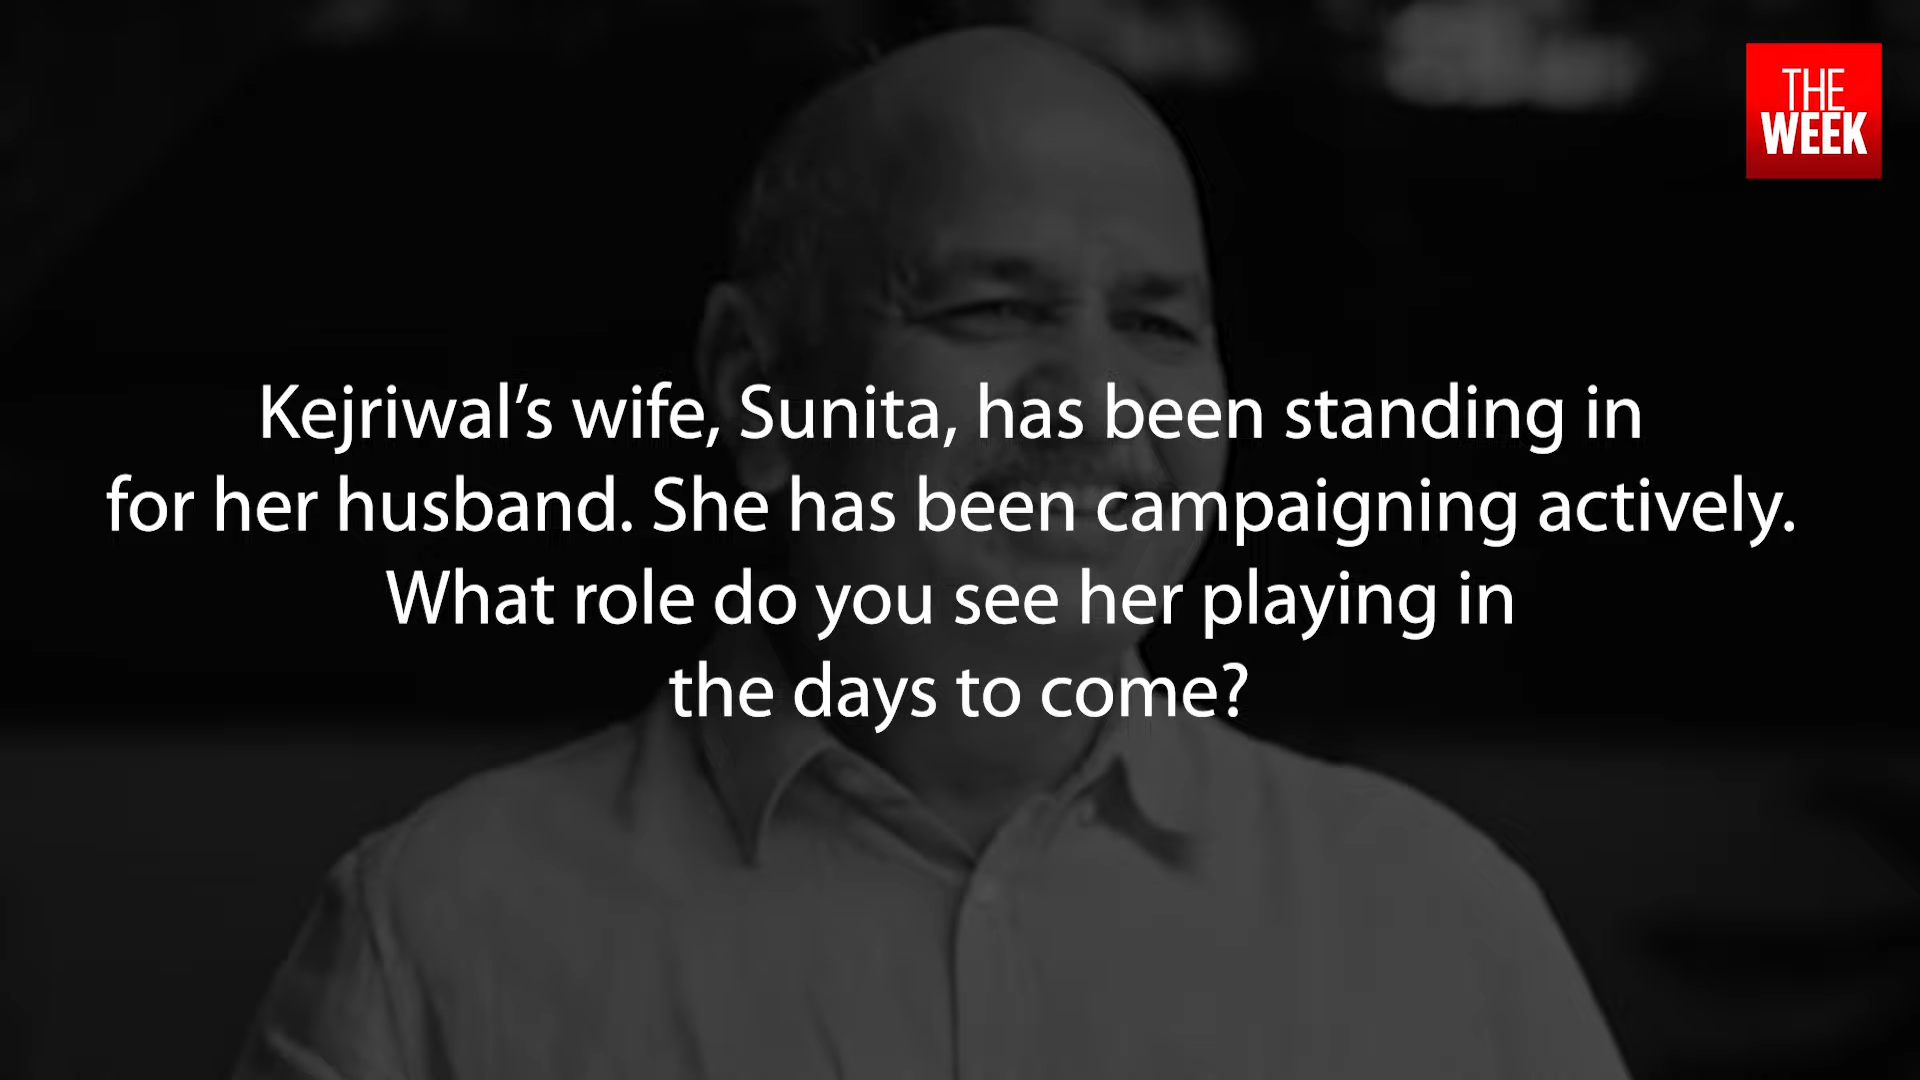 THE
WEEK
Kejriwal’s wife, Sunita, has been standing in
for her husband. She has been campaigning actively.
What role do you see her playing in
the days to come?